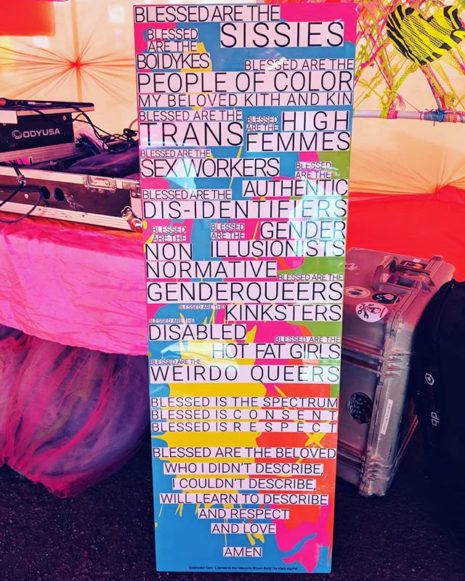 BLESSED ARE THE
SISSIES
BLESSED
ARE THE
BOI DYKES
BLESSED ARE THE
PEOPLE OF COLOR
MY BELOVED KITH AND KIN
BLESSED ARE THE
TRANS
BLESSED
ARE THE
HIGH
FEMMES
BLESSED ARE THE
SEX WORKERS
BLESSED
ARE THE
AUTHENTIC
BLESSED ARE THE
DIS-IDENTIFIERS
BLESSED
ARE THE
NON
NORMATIVE
BLESSED
ARE THE
GENDER
ILLUSIONISTS
BLESSED ARE THE
GENDERQUEERS
BLESSED ARE THE
KINKSTERS
BLESSED ARE THE
DISABLED
BLESSED ARE THE
HOT FAT GIRLS
BLESSED ARE THE
WEIRDO QUEERS
BLESSED IS THE SPECTRUM
BLESSED IS CONSENT
BLESSED IS RESPECT
BLESSED ARE THE BELOVED
WHO I DIDN'T DESCRIBE,
I COULDN'T DESCRIBE,
WILL LEARN TO DESCRIBE
AND RESPECT
AND LOVE
AMEN
ODYUSA